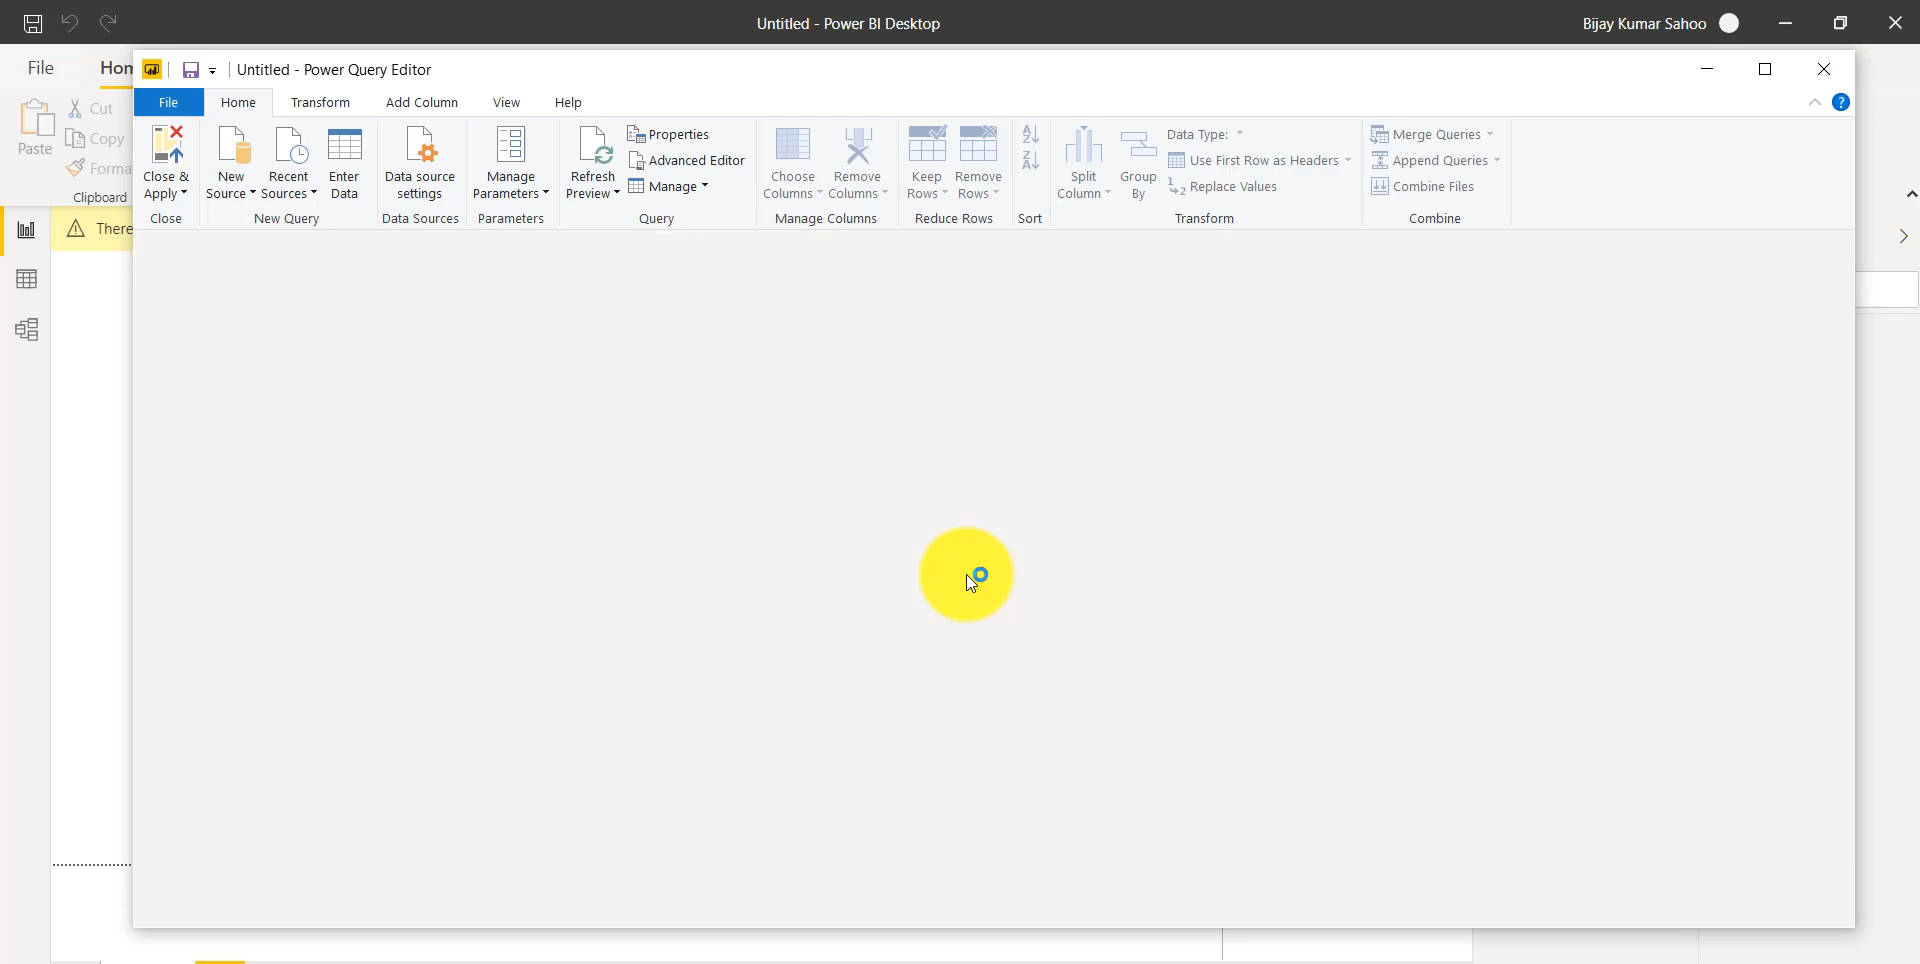 Untitled - Power BI Desktop
Bijay Kumar Sahoo
File
Untitled - Power Query Editor
File Home Transform Add Column View Help
Paste
Cut
Copy
Clipboard
There
Close & Apply
Close
New Source
Recent Sources
Enter Data
New Query
Data source settings
Data Sources
Manage Parameters
Parameters
Refresh Preview
Properties
Advanced Editor
Manage
Query
Choose Columns
Remove Columns
Manage Columns
Keep Rows
Remove Rows
Reduce Rows
Sort
Split Column
Group By
Data Type:
Use First Row as Headers
Replace Values
Transform
Merge Queries
Append Queries
Combine Files
Combine